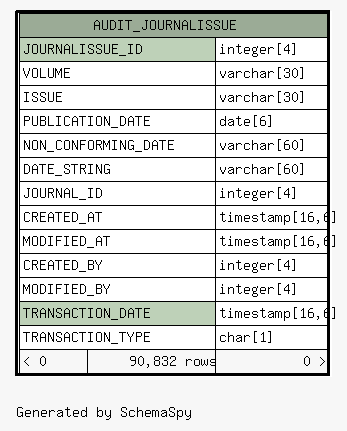 AUDIT_JOURNALISSUE
JOURNALISSUE_ID integer[4]
VOLUME varchar[30]
ISSUE varchar[30]
PUBLICATION_DATE date[6]
NON_CONFORMING_DATE varchar[60]
DATE_STRING varchar[60]
JOURNAL_ID integer[4]
CREATED_AT timestamp[16,6]
MODIFIED_AT timestamp[16,6]
CREATED_BY integer[4]
MODIFIED_BY integer[4]
TRANSACTION_DATE timestamp[16,6]
TRANSACTION_TYPE char[1]
< 0 90,832 rows 0 >
Generated by SchemaSpy